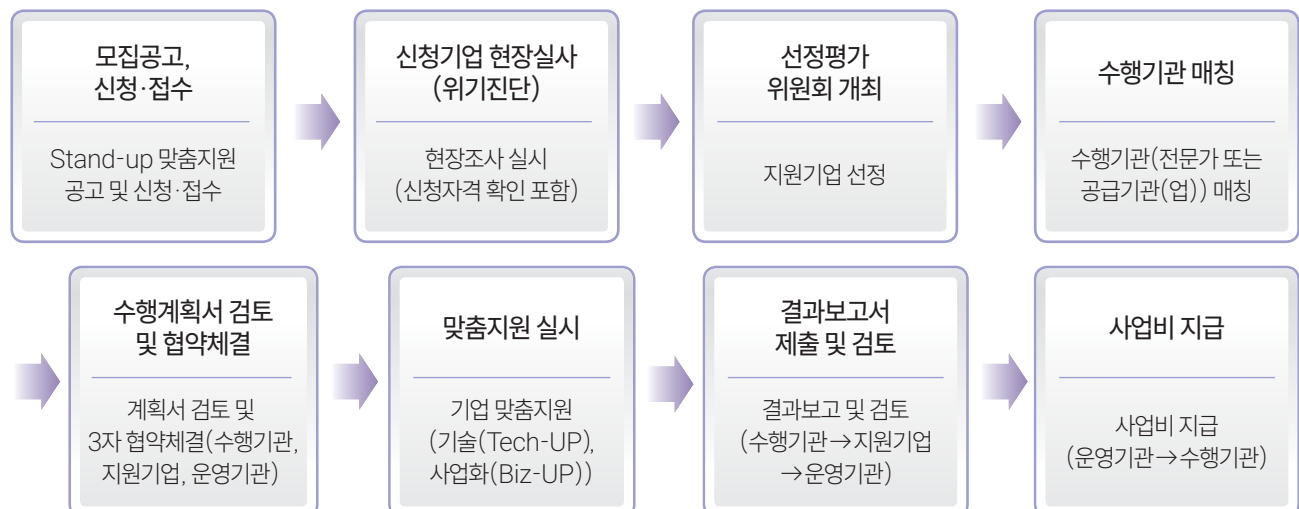 모집공고,
신청·접수
Stand-up 맞춤지원
공고 및 신청·접수
신청기업 현장실사
(위기진단)
현장조사 실시
(신청자격 확인 포함)
선정평가
위원회 개최
지원기업 선정
수행기관 매칭
수행기관(전문가 또는
공급기관(업)) 매칭
수행계획서 검토
및 협약체결
계획서 검토 및
3자 협약체결(수행기관,
지원기업, 운영기관)
맞춤지원 실시
기업 맞춤지원
(기술(Tech-UP),
사업화(Biz-UP))
결과보고서
제출 및 검토
결과보고 및 검토
(수행기관→지원기업
→운영기관)
사업비 지급
사업비 지급
(운영기관→수행기관)